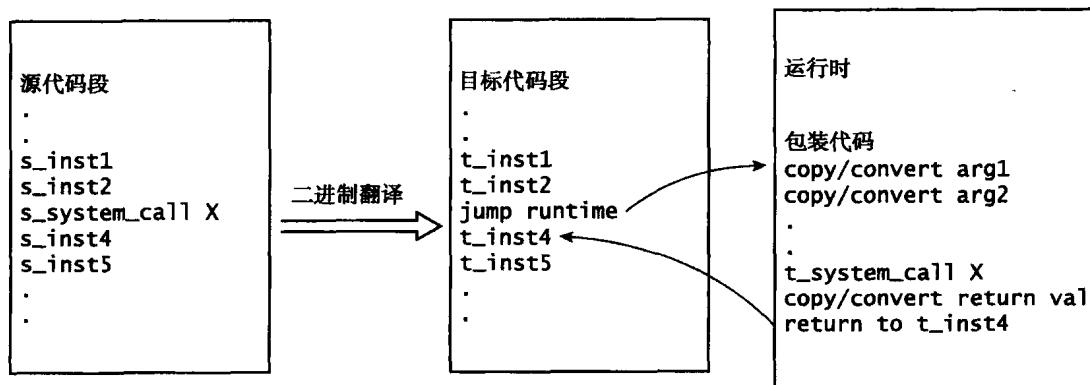 源代码段
.
.
s_inst1
s_inst2
s_system_call X
s_inst4
s_inst5
.
.
二进制翻译
目标代码段
.
.
t_inst1
t_inst2
jump runtime
t_inst4
t_inst5
.
.
运行时
包装代码
copy/convert arg1
copy/convert arg2
.
.
t_system_call X
copy/convert return val
return to t_inst4